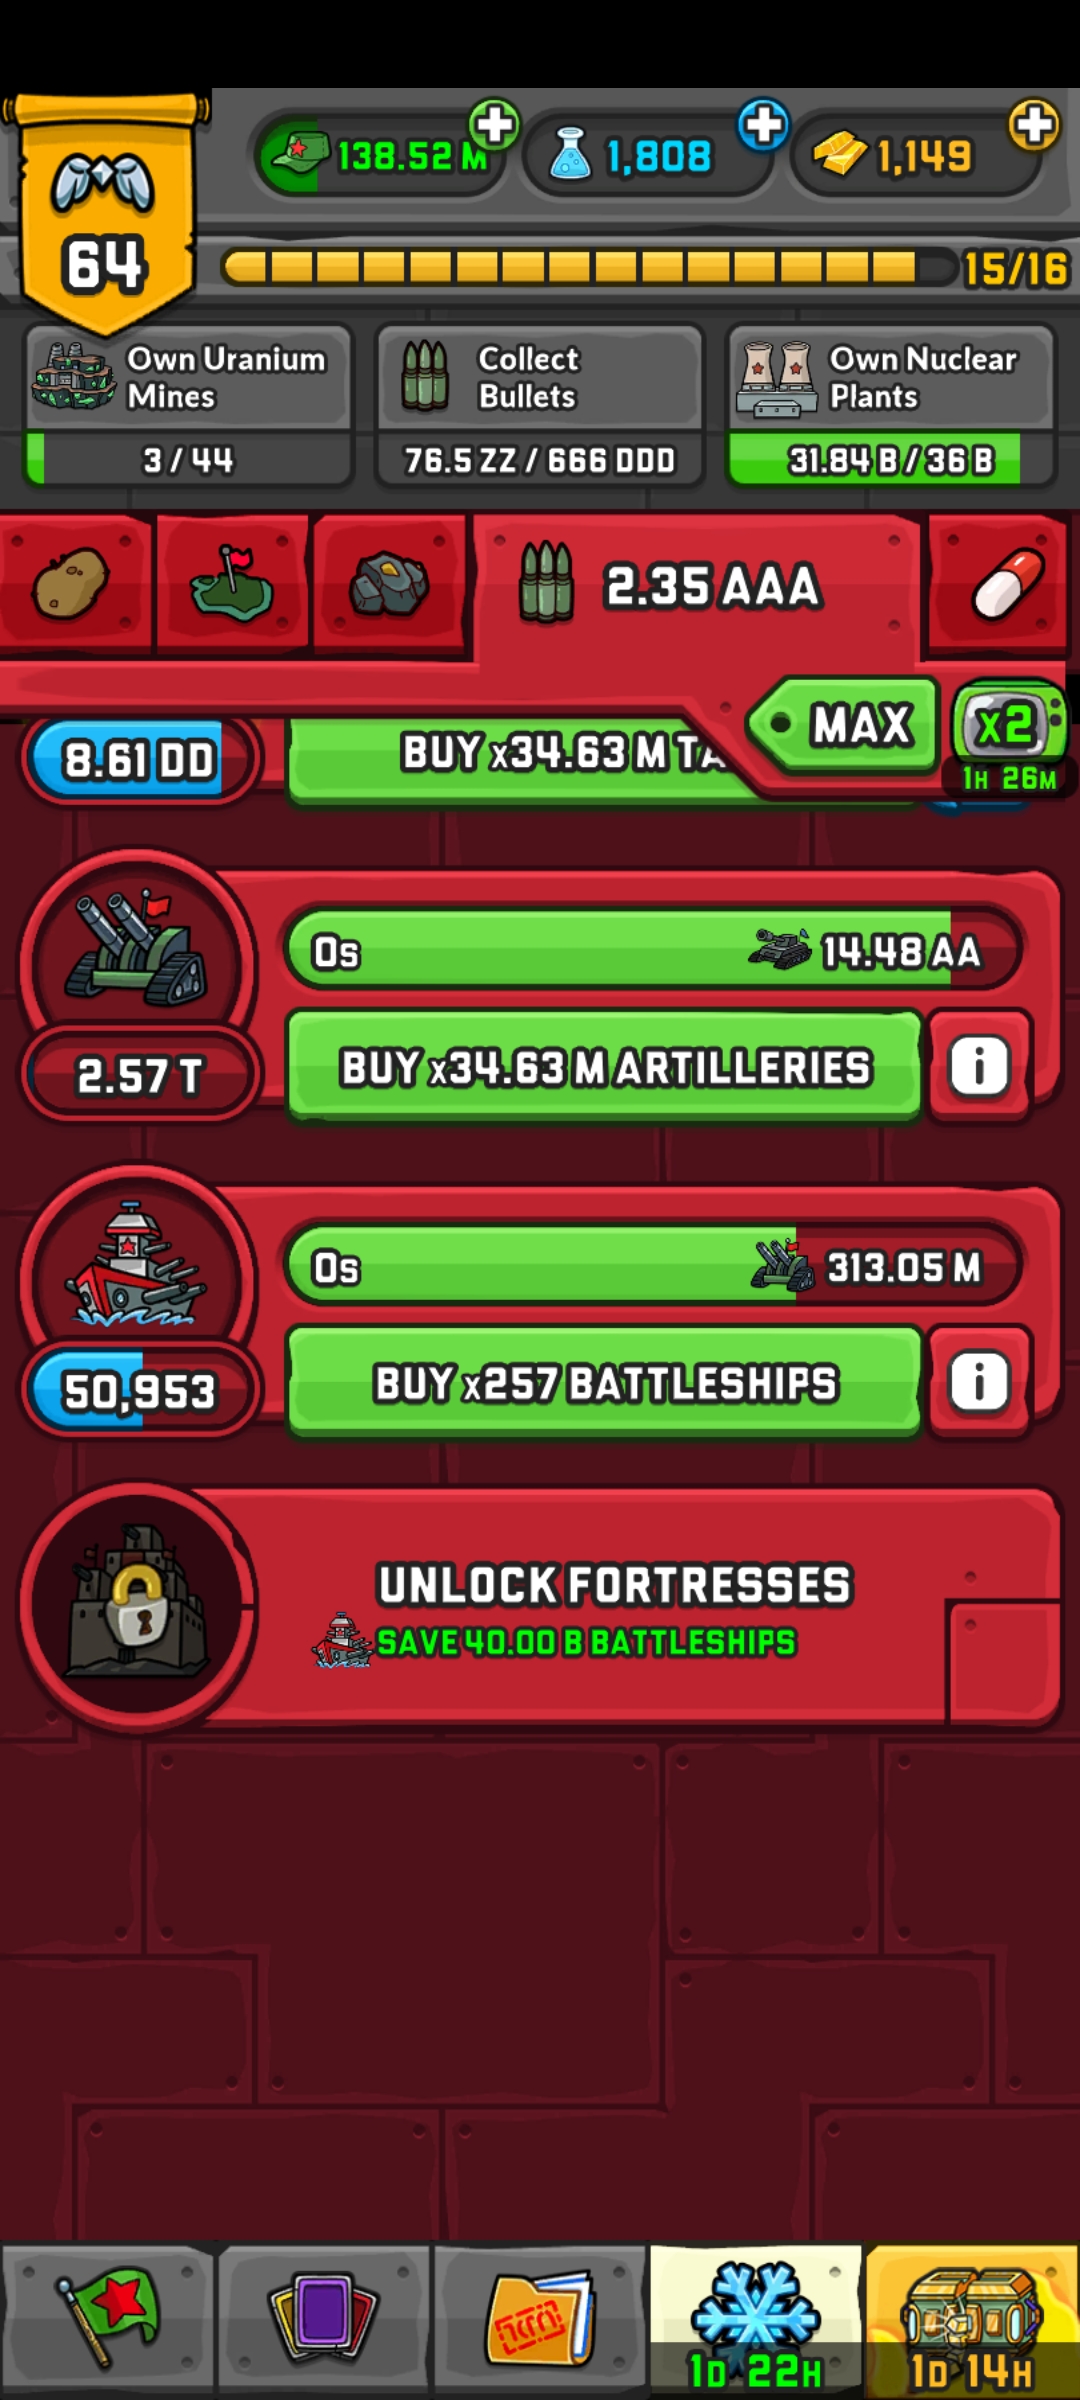 138.52 M
1,808
1,149
64
15/16
Own Uranium
Mines
3 / 44
Collect
Bullets
76.5 ZZ / 666 DDD
Own Nuclear
Plants
31.84 B / 36 B
2.35 AAA
MAX
x2
1H 26M
8.61 DD
BUY x34.63 M TA
0s
14.48 AA
2.57 T
BUY x34.63 M ARTILLERIES
i
0s
313.05 M
50,953
BUY x257 BATTLESHIPS
i
UNLOCK FORTRESSES
SAVE 40.00 B BATTLESHIPS
1D 22H
1D 14H